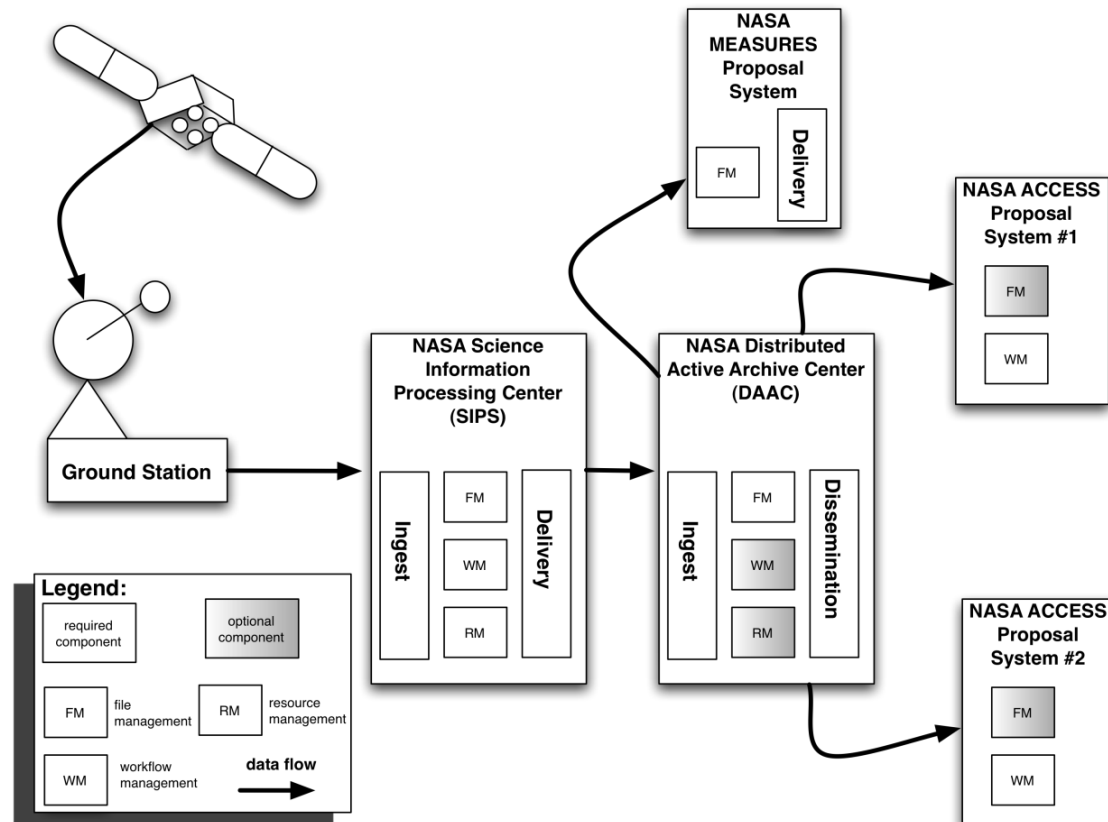 NASA
MEASURES
Proposal
System
FM
Delivery
NASA ACCESS
Proposal
System #1
FM
WM
NASA Science
Information
Processing Center
(SIPS)
Ingest
FM
WM
RM
Delivery
NASA Distributed
Active Archive Center
(DAAC)
Ingest
FM
WM
RM
Dissemination
Ground Station
NASA ACCESS
Proposal
System #2
FM
WM
Legend:
required
component
optional
component
FM
file
management
RM
resource
management
WM
workflow
management
data flow